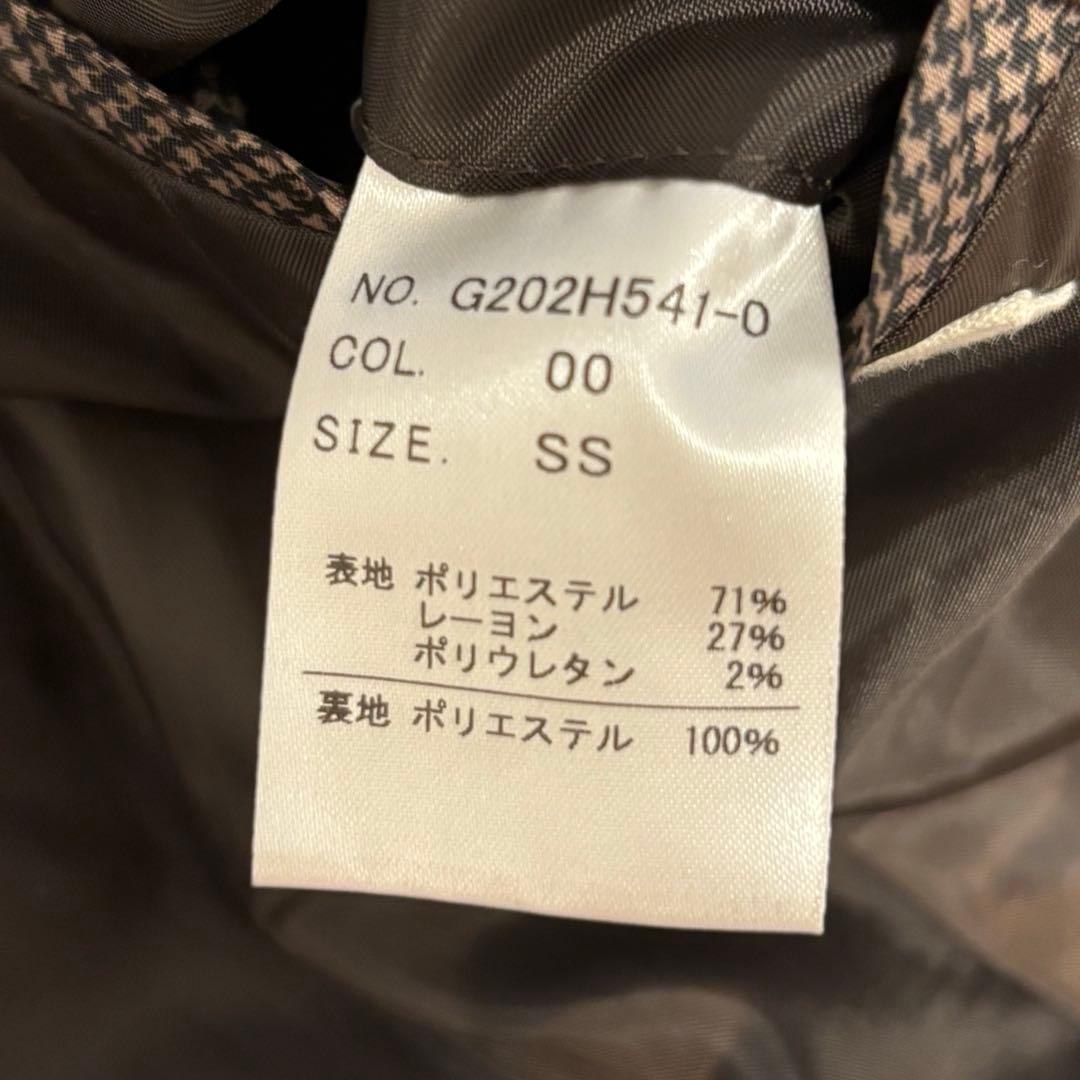 NO. G202H541-0
COL. 00
SIZE. SS
表地 ポリエステル 71%
レーヨン 27%
ポリウレタン 2%
裏地 ポリエステル 100%